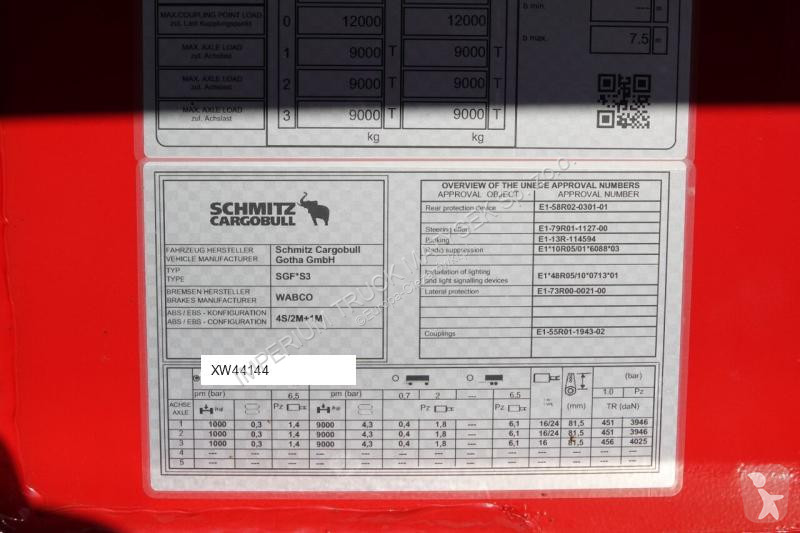 MAX.COUPLING POINT LOAD
zul. Last Kupplungspunkt
0 12000 12000
MAX. AXLE LOAD
zul. Achslast
1 9000 T 9000 T
MAX. AXLE LOAD
zul. Achslast
2 9000 T 9000 T
MAX. AXLE LOAD
zul. Achslast
3 9000 T 9000 T
kg kg
b min. --- m
b max. 7.5 m
SCHMITZ
CARGOBULL
FAHRZEUG HERSTELLER
VEHICLE MANUFACTURER
Schmitz Cargobull
Gotha GmbH
TYP
TYPE
SGF*S3
BREMSEN HERSTELLER
BRAKES MANUFACTURER
WABCO
ABS / EBS - KONFIGURATION
ABS / EBS - KONFIGURATION
4S/2M+1M
OVERVIEW OF THE UNECE APPROVAL NUMBERS
APPROVAL OBJECT APPROVAL NUMBER
Rear protection device E1-58R02-0301-01
Steering effort E1-79R01-1127-00
Braking E1-13R-114594
Radio suppression E1*10R05/01*6088*03
Installation of lighting
and light signalling devices
E1*48R05/10*0713*01
Lateral protection E1-73R00-0021-00
Couplings E1-55R01-1943-02
XW44144
(bar)
pm (bar) 6,5 pm (bar) 0,7 2 --- 6,5 1.0 Pz
ACHSE
AXLE
(kg) Pz (kg) Pz Pz (mm) TR (daN)
1 1000 0,3 1,4 9000 4,3 0,4 1,8 --- 6,1 16/24 81,5 451 3946
2 1000 0,3 1,4 9000 4,3 0,4 1,8 --- 6,1 16/24 81,5 451 3946
3 1000 0,3 1,4 9000 4,3 0,4 1,8 --- 6,1 16 81,5 456 4025
4 --- --- --- --- --- --- --- --- --- --- --- --- ---
5 --- --- --- --- --- --- --- --- --- --- --- --- ---